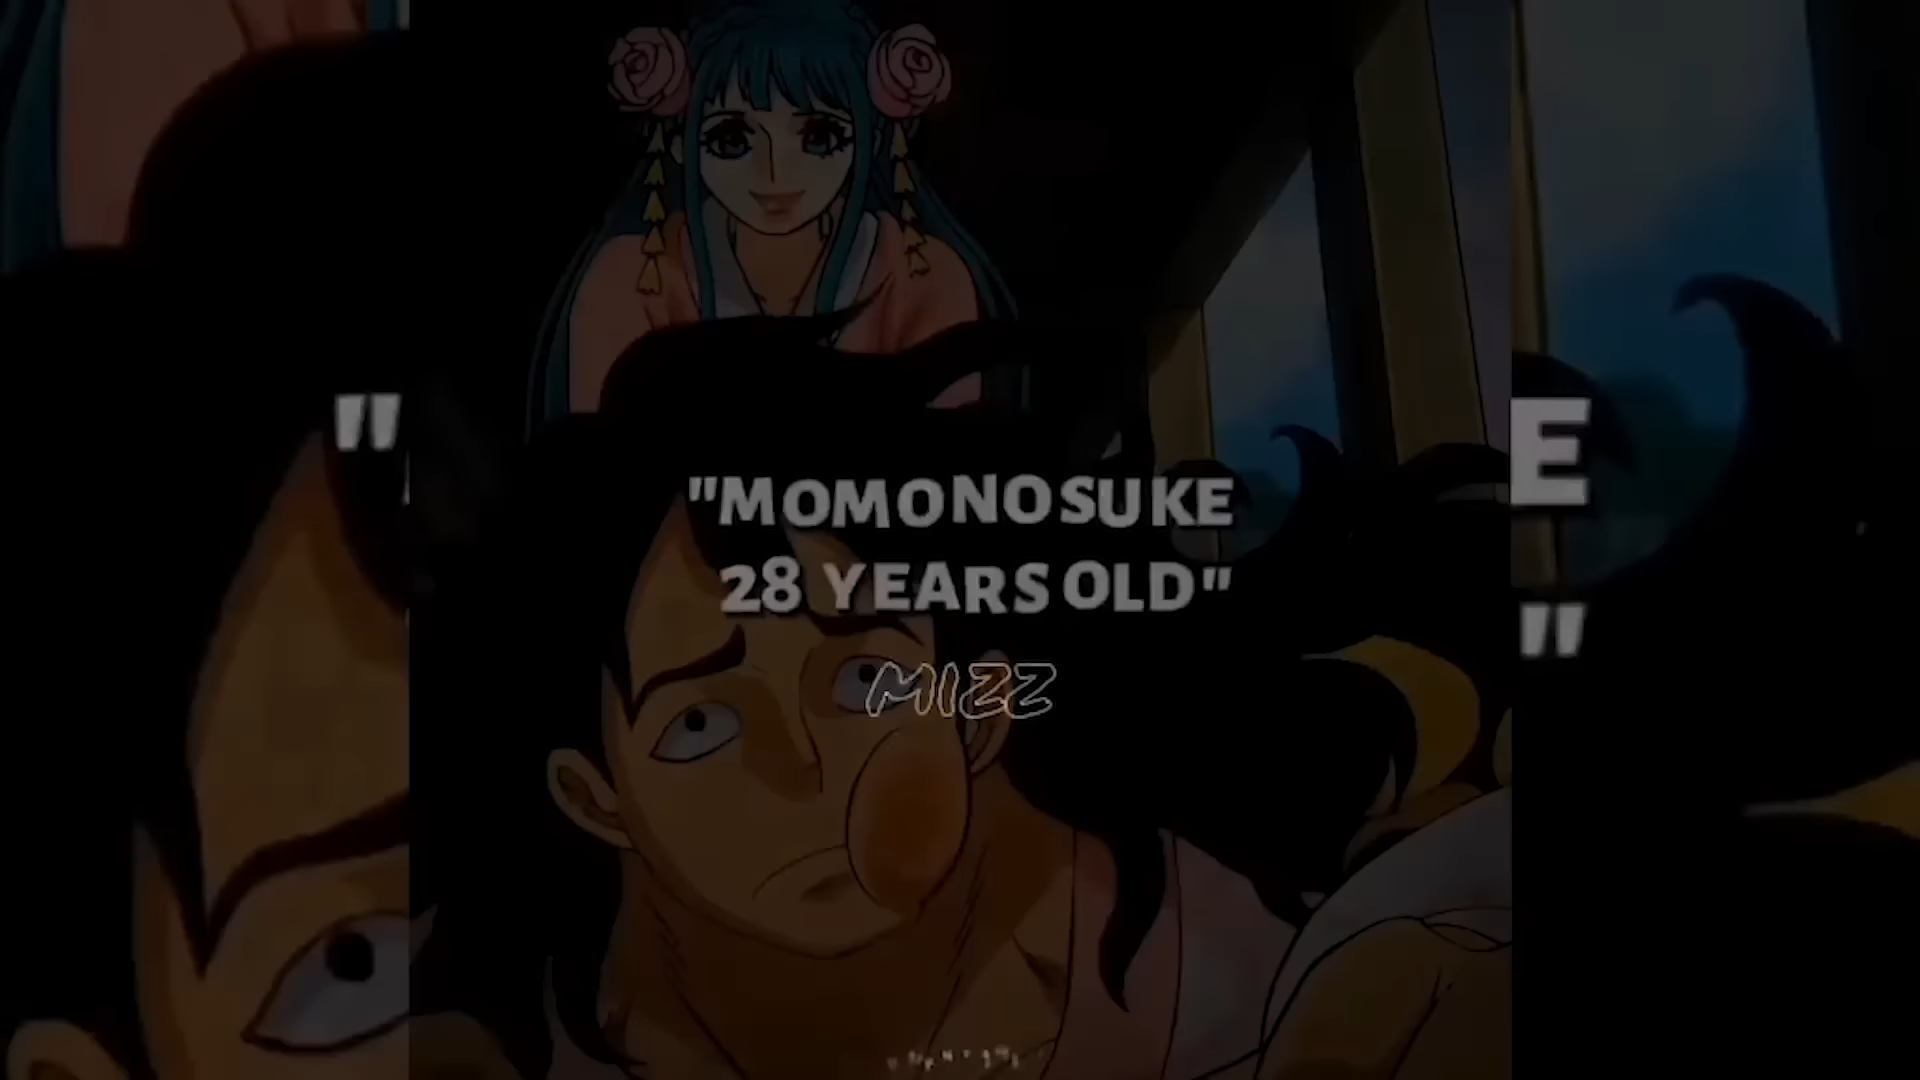 "MOMONOSUKE
28 YEARS OLD"
MIZZ
"
E
"